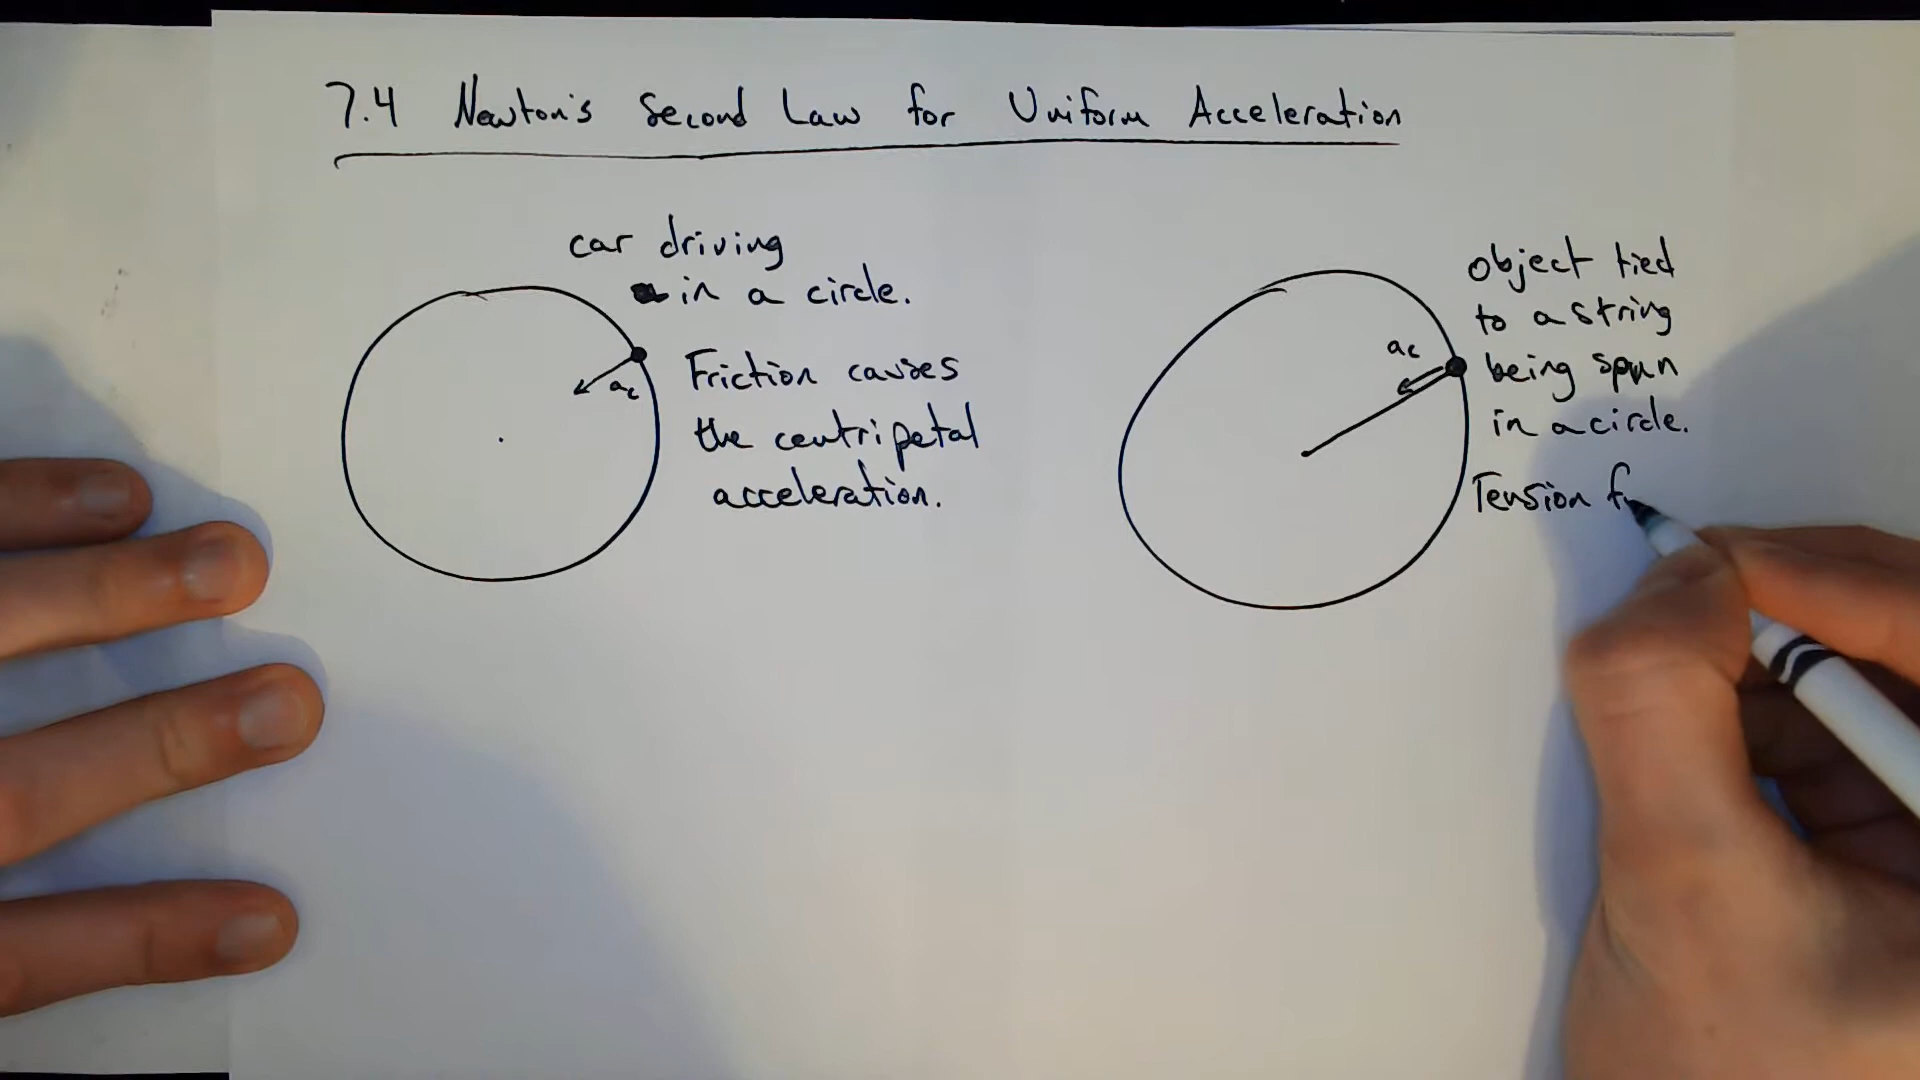 7.4 Newton's Second Law for Uniform Acceleration
car driving
in a circle.
Friction causes
the centripetal
acceleration.
ac
object tied
to a string
being spun
in a circle.
Tension f
ac